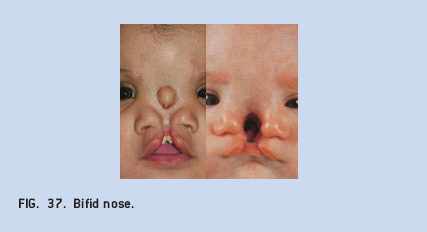 FIG. 37. Bifid nose.